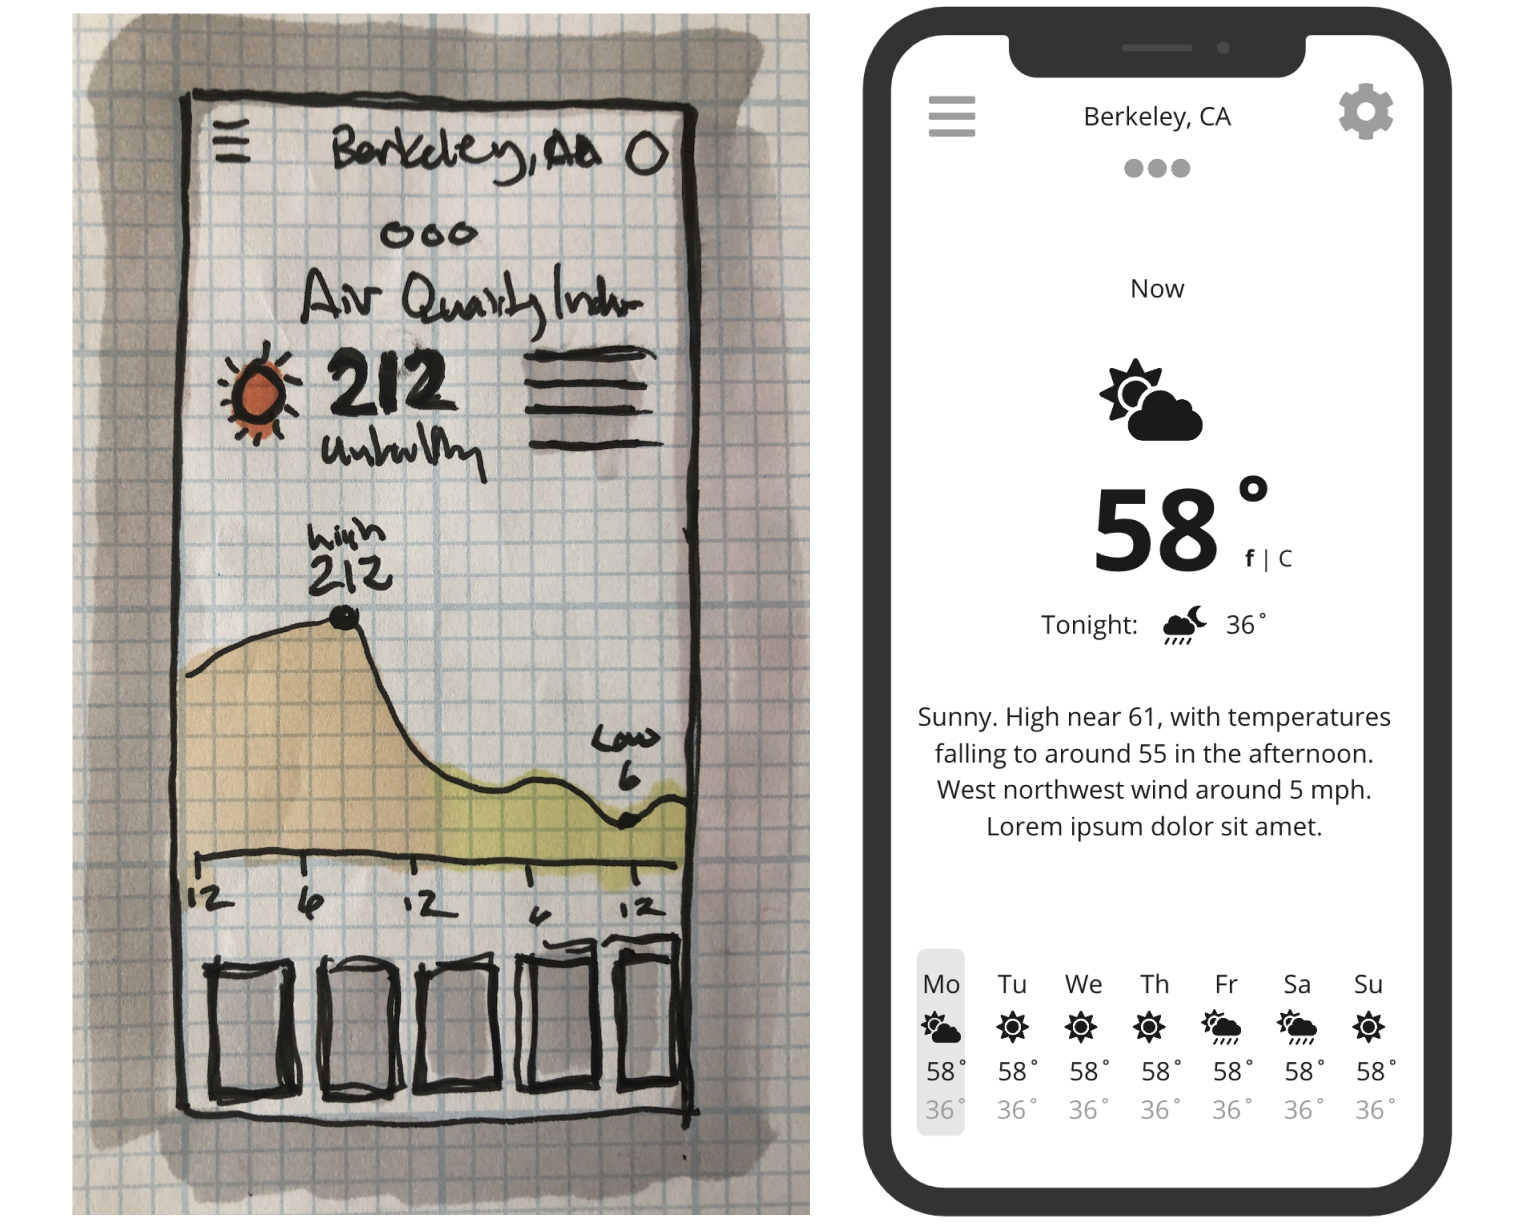 Berkeley,
Air Quality Index
212
Unhealthy
high
212
Low
6
12 6 12 6 12
Berkeley, CA
Now
58°
f | C
Tonight: 36°
Sunny. High near 61, with temperatures
falling to around 55 in the afternoon.
West northwest wind around 5 mph.
Lorem ipsum dolor sit amet.
Mo Tu We Th Fr Sa Su
58° 58° 58° 58° 58° 58° 58°
36° 36° 36° 36° 36° 36° 36°